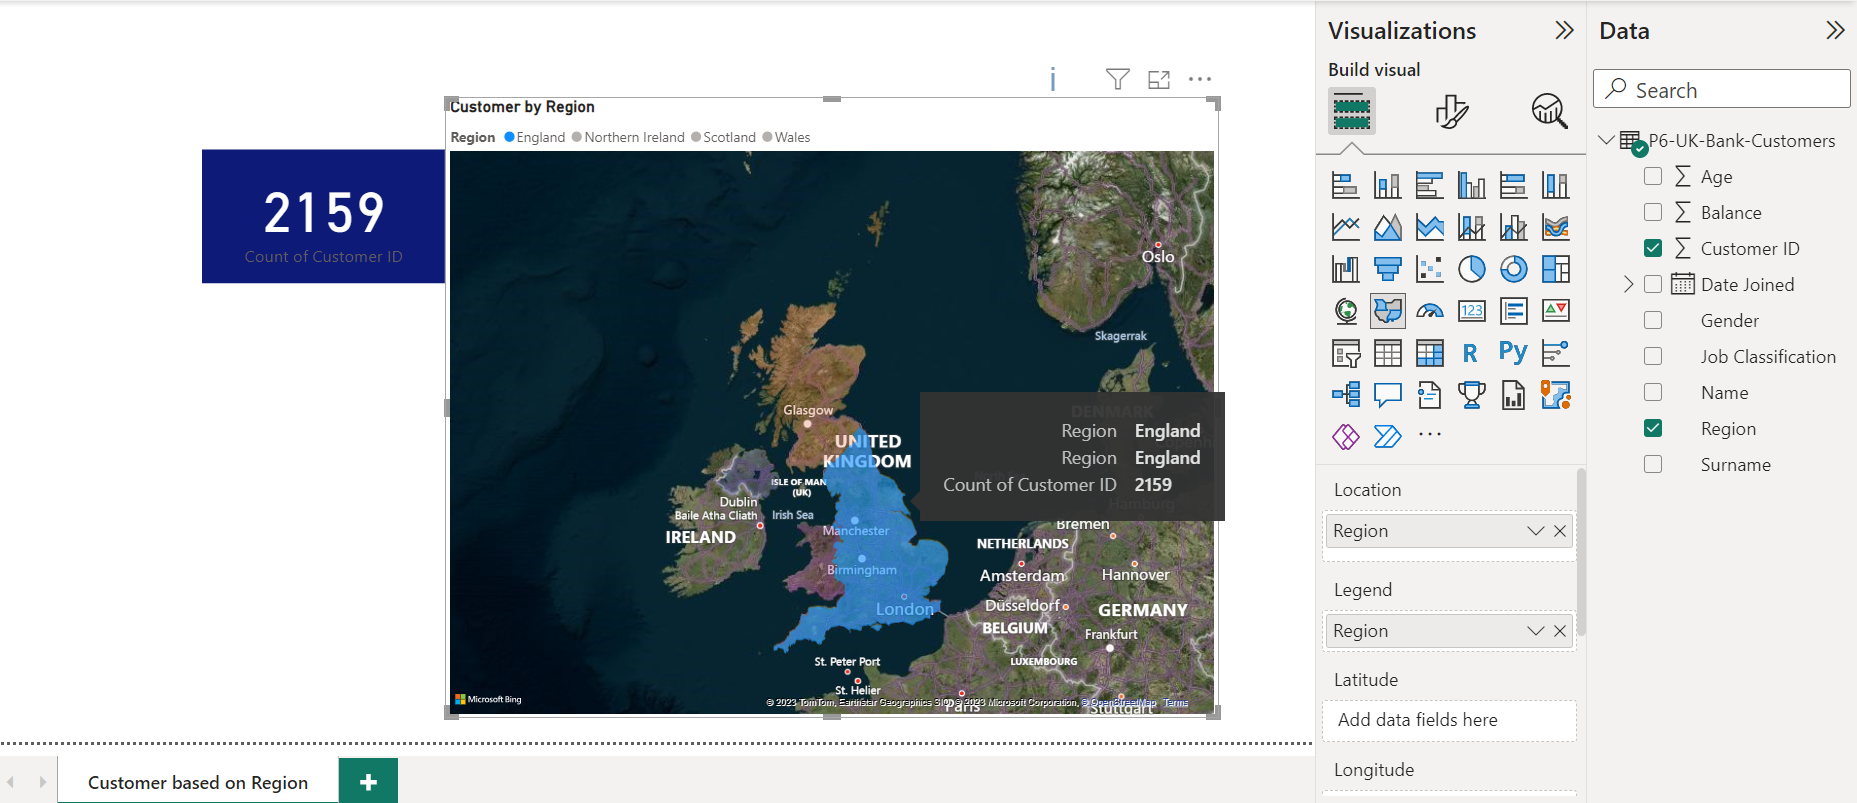 Visualizations
Data
Build visual
Search
Customer by Region
Region England Northern Ireland Scotland Wales
2159
Count of Customer ID
Oslo
Skagerrak
Glasgow
UNITED
KINGDOM
DENMARK
ISLE OF MAN
(UK)
Dublin
Baile Atha Cliath
Irish Sea
IRELAND
Manchester
Birmingham
London
Region England
Region England
Count of Customer ID 2159
Hamburg
Bremen
NETHERLANDS
Amsterdam
Hannover
Düsseldorf
GERMANY
BELGIUM
Frankfurt
LUXEMBOURG
St. Peter Port
St. Helier
Paris
Stuttgart
Microsoft Bing
© 2023 TomTom, Earthstar Geographics SIO, © 2023 Microsoft Corporation, © OpenStreetMap Terms
123
R
Py
Location
Region
Legend
Region
Latitude
Add data fields here
Longitude
P6-UK-Bank-Customers
Age
Balance
Customer ID
Date Joined
Gender
Job Classification
Name
Region
Surname
Customer based on Region